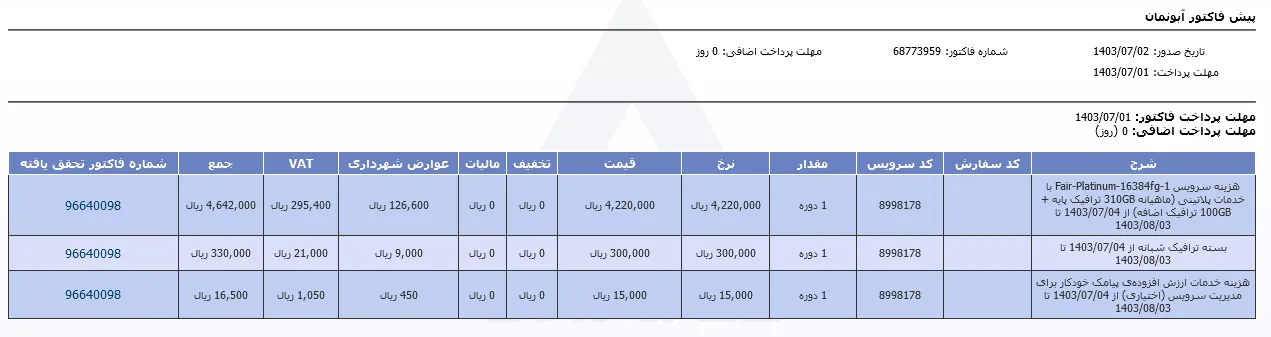 پیش فاکتور آبونمان
تاریخ صدور: 1403/07/02 شماره فاکتور: 68773959 مهلت پرداخت اضافی: 0 روز
مهلت پرداخت: 1403/07/01
مهلت پرداخت فاکتور: 1403/07/01
مهلت پرداخت اضافی: 0 (روز)
شرح کد سفارش کد سرویس مقدار نرخ قیمت تخفیف مالیات عوارض شهرداری VAT جمع شماره فاکتور تحقق یافته
هزینه سرویس Fair-Platinum-16384fg-1 با
خدمات پلاتینی (ماهیانه 310GB ترافیک پایه +
100GB ترافیک اضافه) از 1403/07/04 تا
1403/08/03
8998178 1 دوره 4,220,000 ریال 4,220,000 ریال 0 ریال 0 ریال 126,600 ریال 295,400 ریال 4,642,000 ریال 96640098
بسته ترافیک شبانه از 1403/07/04 تا
1403/08/03
8998178 1 دوره 300,000 ریال 300,000 ریال 0 ریال 0 ریال 9,000 ریال 21,000 ریال 330,000 ریال 96640098
هزینه خدمات ارزش افزوده‌ی پیامک خودکار برای
مدیریت سرویس (اختیاری) از 1403/07/04 تا
1403/08/03
8998178 1 دوره 15,000 ریال 15,000 ریال 0 ریال 0 ریال 450 ریال 1,050 ریال 16,500 ریال 96640098